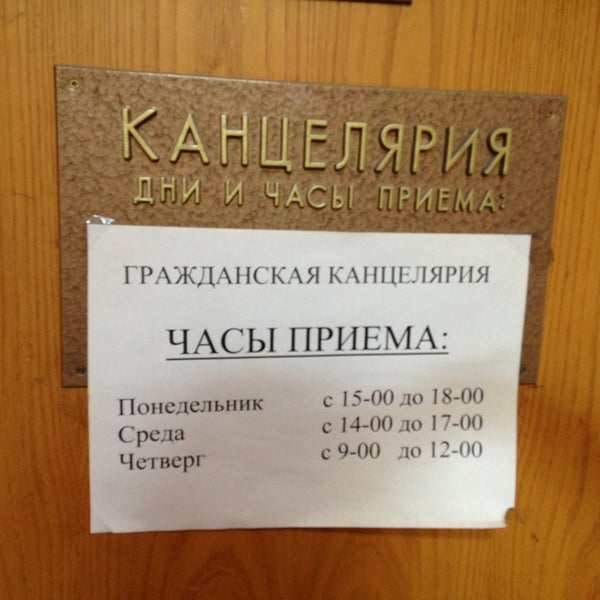 КАНЦЕЛЯРИЯ
ДНИ И ЧАСЫ ПРИЕМА:
ГРАЖДАНСКАЯ КАНЦЕЛЯРИЯ
ЧАСЫ ПРИЕМА:
Понедельник с 15-00 до 18-00
Среда с 14-00 до 17-00
Четверг с 9-00 до 12-00